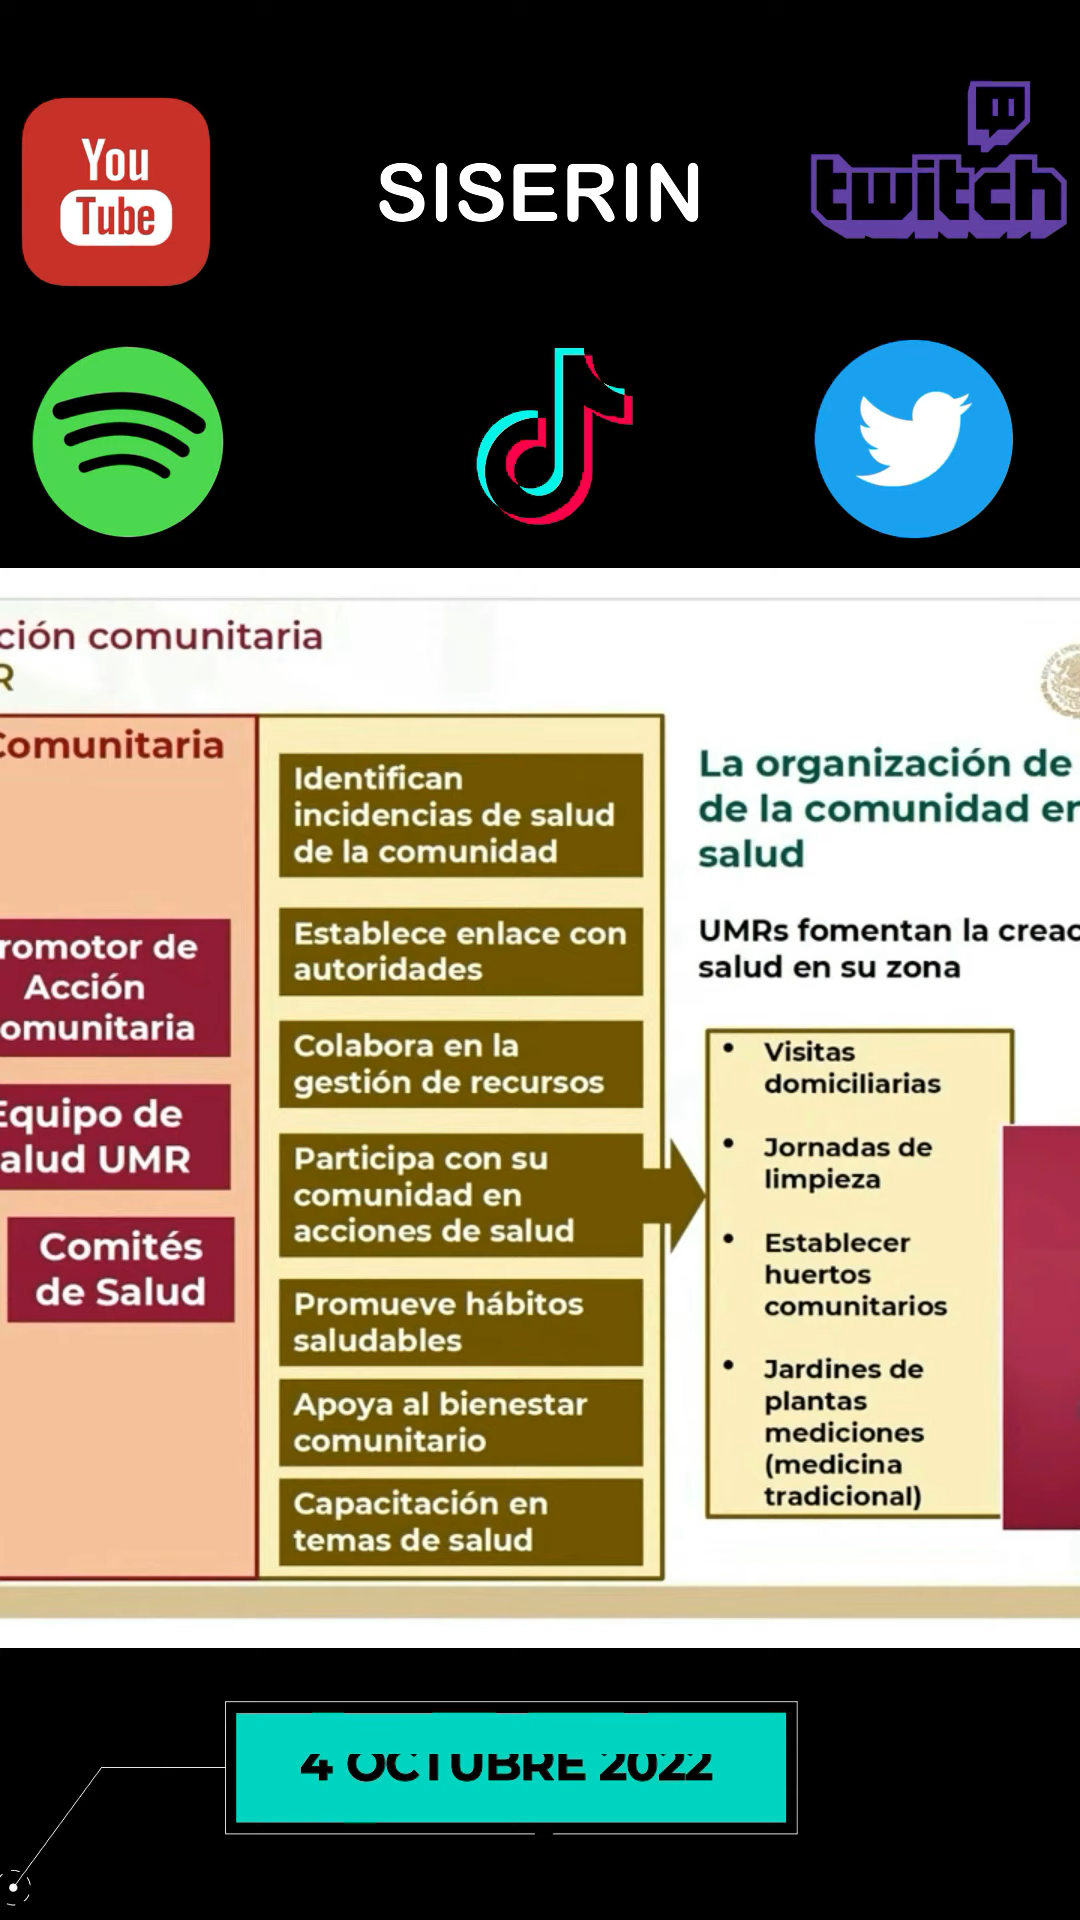 You
Tube
SISERIN
twitch
ción comunitaria
R
Comunitaria
romotor de
Acción
omunitaria
Equipo de
alud UMR
Comités
de Salud
Identifican
incidencias de salud
de la comunidad
Establece enlace con
autoridades
Colabora en la
gestión de recursos
Participa con su
comunidad en
acciones de salud
Promueve hábitos
saludables
Apoya al bienestar
comunitario
Capacitación en
temas de salud
La organización de
de la comunidad en
salud
UMRs fomentan la creac
salud en su zona
• Visitas
domiciliarias
• Jornadas de
limpieza
• Establecer
huertos
comunitarios
• Jardines de
plantas
mediciones
(medicina
tradicional)
4 OCTUBRE 2022